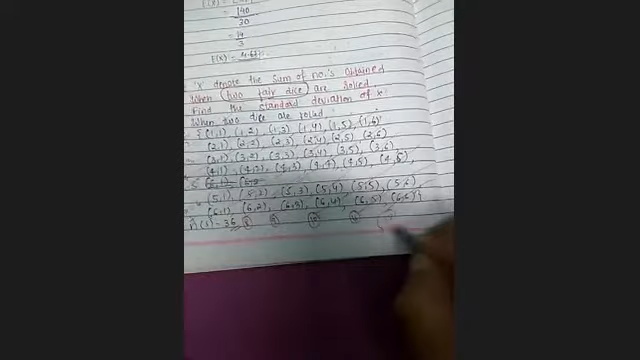 140
30
= 14
3
E(X) = 4.67
'X' denote the sum of no.'s obtained
when two fair dice are rolled,
Find the standard deviation of x.
When two dice are rolled
{(1,1), (1,2), (1,3), (1,4), (1,5), (1,6)
(2,1), (2,2), (2,3), (2,4), (2,5), (2,6)
(3,1), (3,2), (3,3), (3,4), (3,5), (3,6),
(4,1), (4,2), (4,3), (4,4), (4,5), (4,6),
(5,1), (5,2), (5,3), (5,4), (5,5), (5,6),
(6,1) (6,2), (6,3), (6,4), (6,5) (6,6)}
n(s) = 36 8 9 10 11